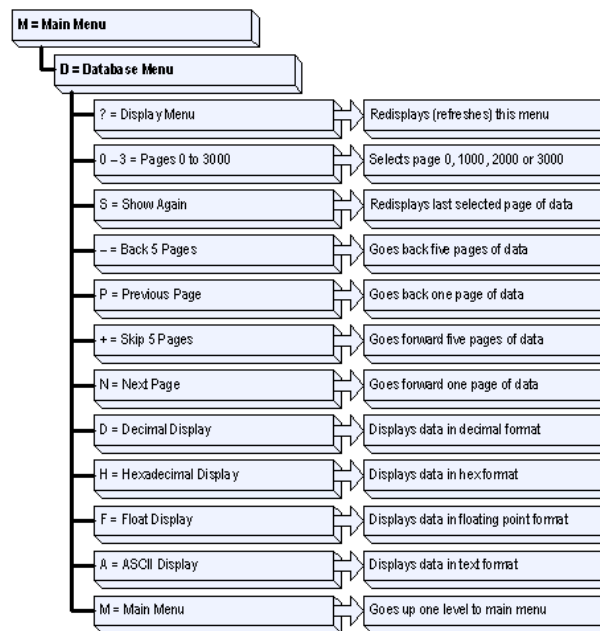 M = Main Menu
D = Database Menu
? = Display Menu
Redisplays (refreshes) this menu
0 – 3 = Pages 0 to 3000
Selects page 0, 1000, 2000 or 3000
S = Show Again
Redisplays last selected page of data
– = Back 5 Pages
Goes back five pages of data
P = Previous Page
Goes back one page of data
+ = Skip 5 Pages
Goes forward five pages of data
N = Next Page
Goes forward one page of data
D = Decimal Display
Displays data in decimal format
H = Hexadecimal Display
Displays data in hex format
F = Float Display
Displays data in floating point format
A = ASCII Display
Displays data in text format
M = Main Menu
Goes up one level to main menu